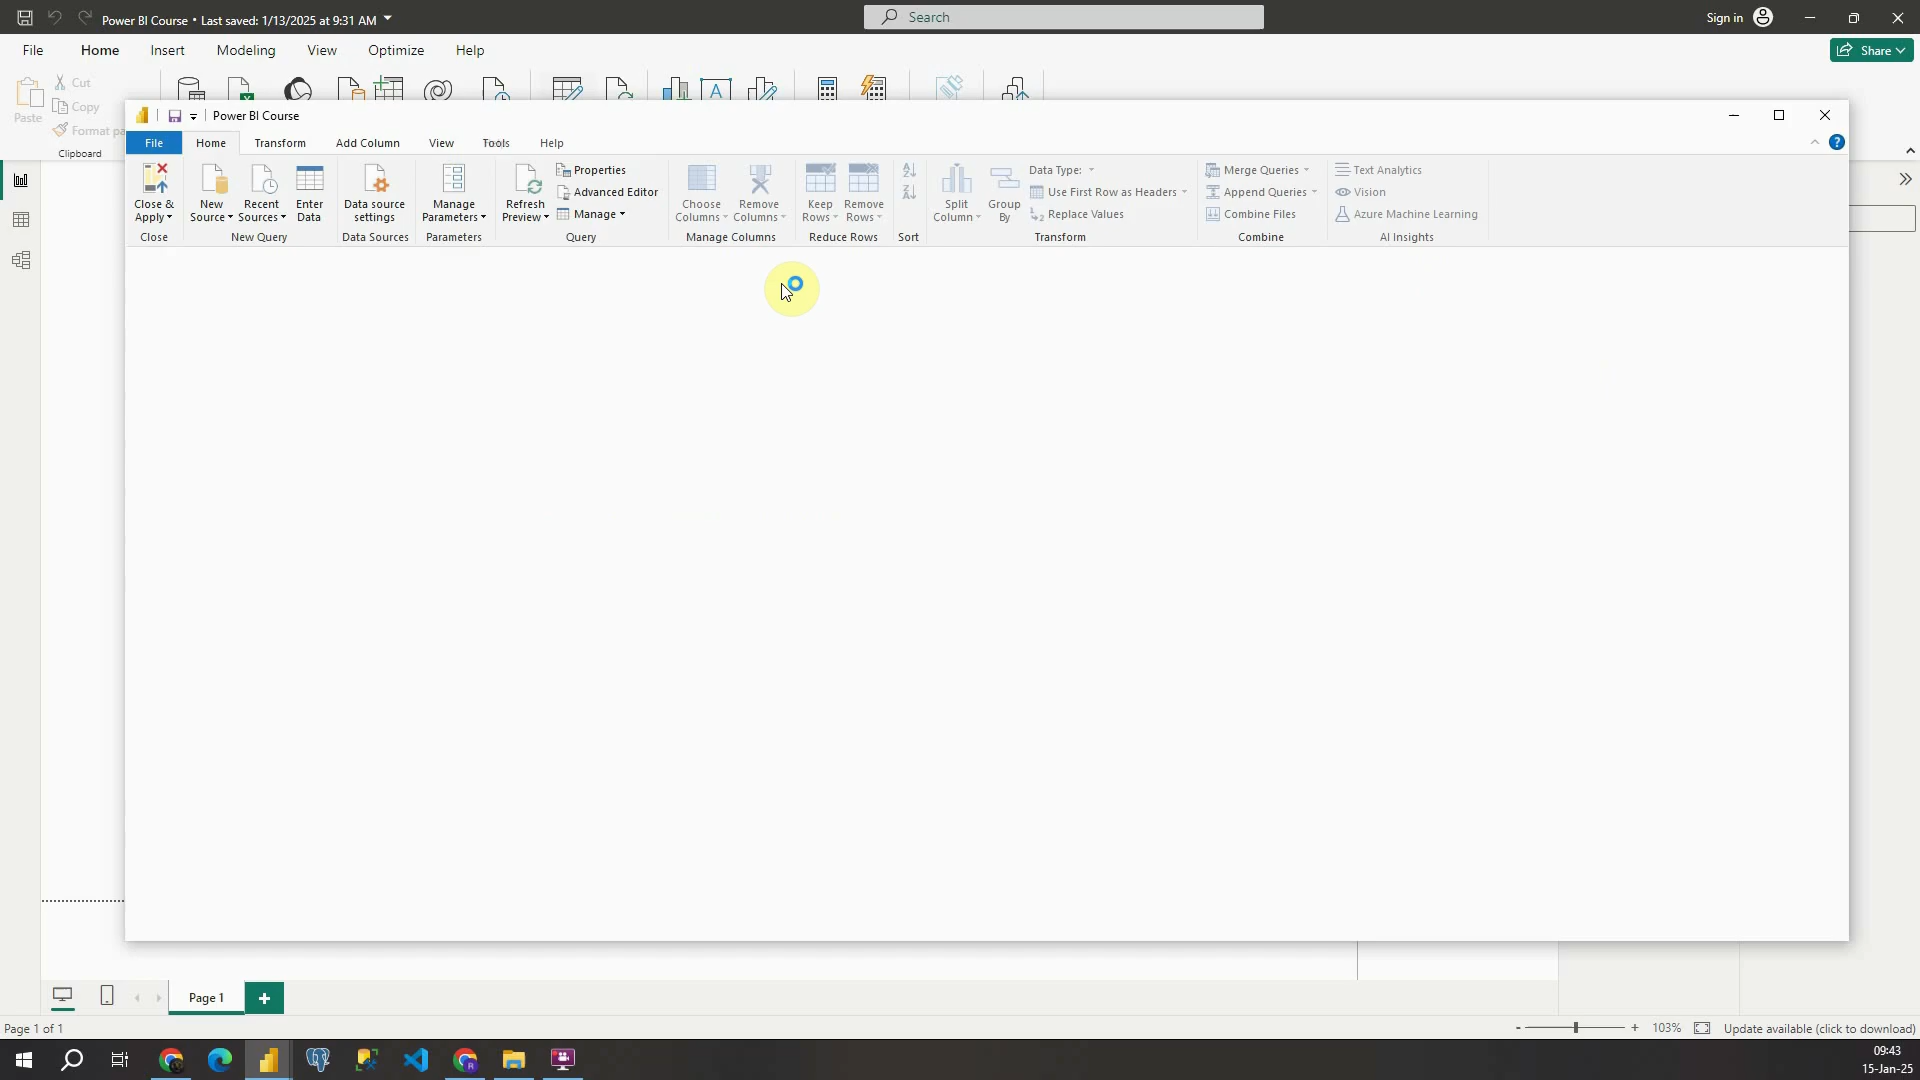 Power BI Course • Last saved: 1/13/2025 at 9:31 AM
Search
Sign in
File Home Insert Modeling View Optimize Help
Share
Paste
Cut
Copy
Format pa
Clipboard
Power BI Course
File Home Transform Add Column View Tools Help
Close & Apply
Close
New Source
Recent Sources
Enter Data
New Query
Data source settings
Data Sources
Manage Parameters
Parameters
Refresh Preview
Properties
Advanced Editor
Manage
Query
Choose Columns
Remove Columns
Manage Columns
Keep Rows
Remove Rows
Reduce Rows
Sort
Split Column
Group By
Data Type:
Use First Row as Headers
Replace Values
Transform
Merge Queries
Append Queries
Combine Files
Combine
Text Analytics
Vision
Azure Machine Learning
AI Insights
Page 1
Page 1 of 1
103%
Update available (click to download)
09:43
15-Jan-25